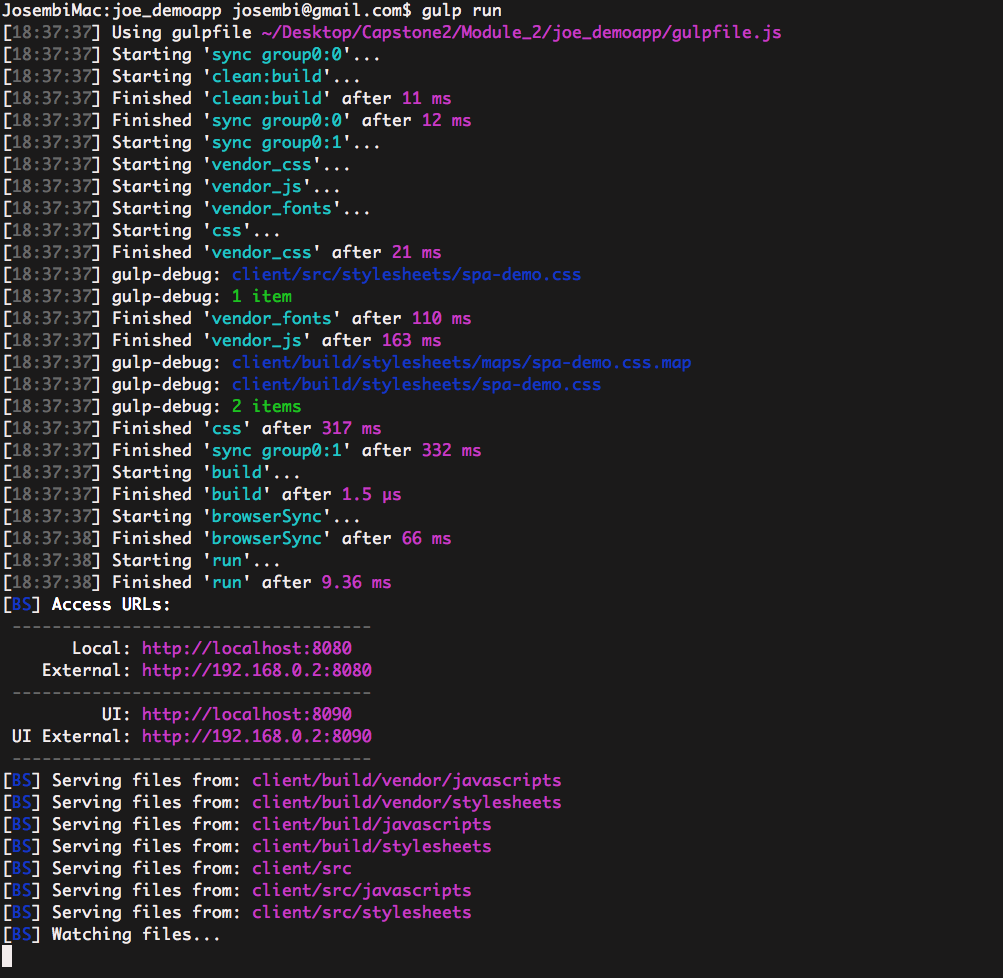 JosembiMac:joe_demoapp josembi@gmail.com$ gulp run
[18:37:37] Using gulpfile ~/Desktop/Capstone2/Module_2/joe_demoapp/gulpfile.js
[18:37:37] Starting 'sync group0:0'...
[18:37:37] Starting 'clean:build'...
[18:37:37] Finished 'clean:build' after 11 ms
[18:37:37] Finished 'sync group0:0' after 12 ms
[18:37:37] Starting 'sync group0:1'...
[18:37:37] Starting 'vendor_css'...
[18:37:37] Starting 'vendor_js'...
[18:37:37] Starting 'vendor_fonts'...
[18:37:37] Starting 'css'...
[18:37:37] Finished 'vendor_css' after 21 ms
[18:37:37] gulp-debug: client/src/stylesheets/spa-demo.css
[18:37:37] gulp-debug: 1 item
[18:37:37] Finished 'vendor_fonts' after 110 ms
[18:37:37] Finished 'vendor_js' after 163 ms
[18:37:37] gulp-debug: client/build/stylesheets/maps/spa-demo.css.map
[18:37:37] gulp-debug: client/build/stylesheets/spa-demo.css
[18:37:37] gulp-debug: 2 items
[18:37:37] Finished 'css' after 317 ms
[18:37:37] Finished 'sync group0:1' after 332 ms
[18:37:37] Starting 'build'...
[18:37:37] Finished 'build' after 1.5 μs
[18:37:37] Starting 'browserSync'...
[18:37:38] Finished 'browserSync' after 66 ms
[18:37:38] Starting 'run'...
[18:37:38] Finished 'run' after 9.36 ms
[BS] Access URLs:
------------------------------------
Local: http://localhost:8080
External: http://192.168.0.2:8080
------------------------------------
UI: http://localhost:8090
UI External: http://192.168.0.2:8090
------------------------------------
[BS] Serving files from: client/build/vendor/javascripts
[BS] Serving files from: client/build/vendor/stylesheets
[BS] Serving files from: client/build/javascripts
[BS] Serving files from: client/build/stylesheets
[BS] Serving files from: client/src
[BS] Serving files from: client/src/javascripts
[BS] Serving files from: client/src/stylesheets
[BS] Watching files...